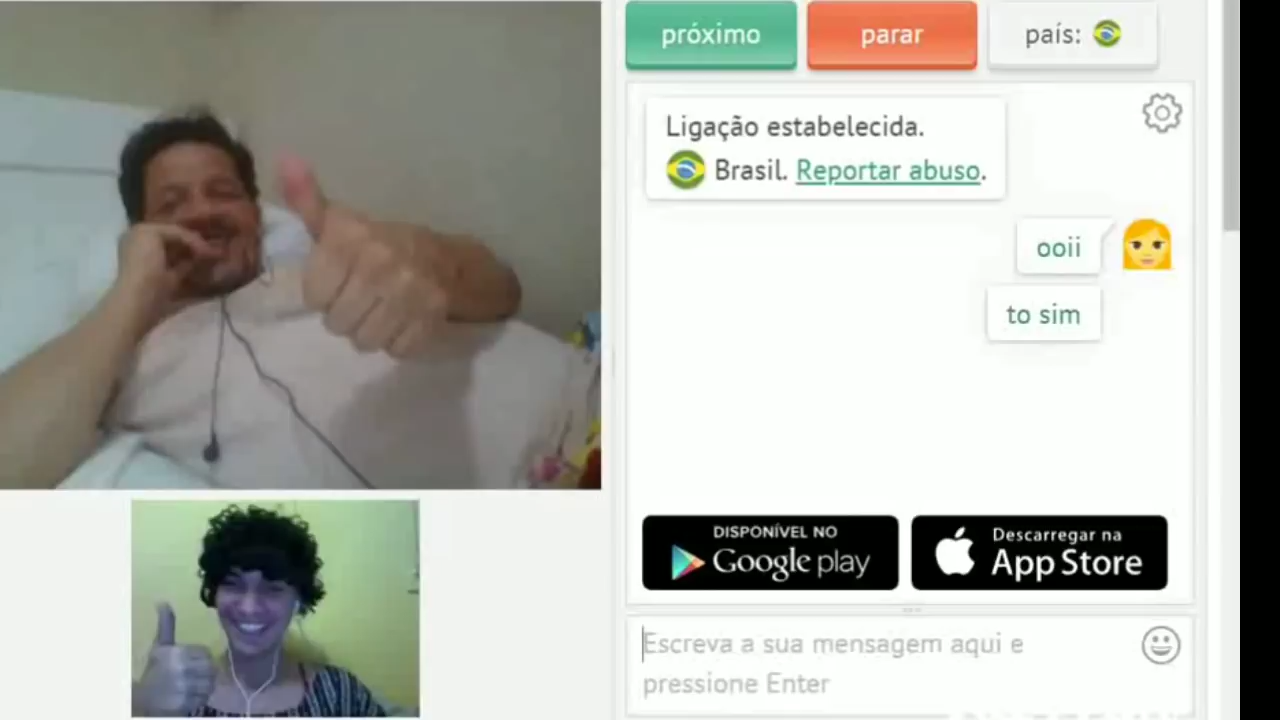 próximo
parar
país:
Ligação estabelecida.
Brasil. Reportar abuso.
ooii
to sim
DISPONÍVEL NO
Google play
Descarregar na
App Store
Escreva a sua mensagem aqui e
pressione Enter